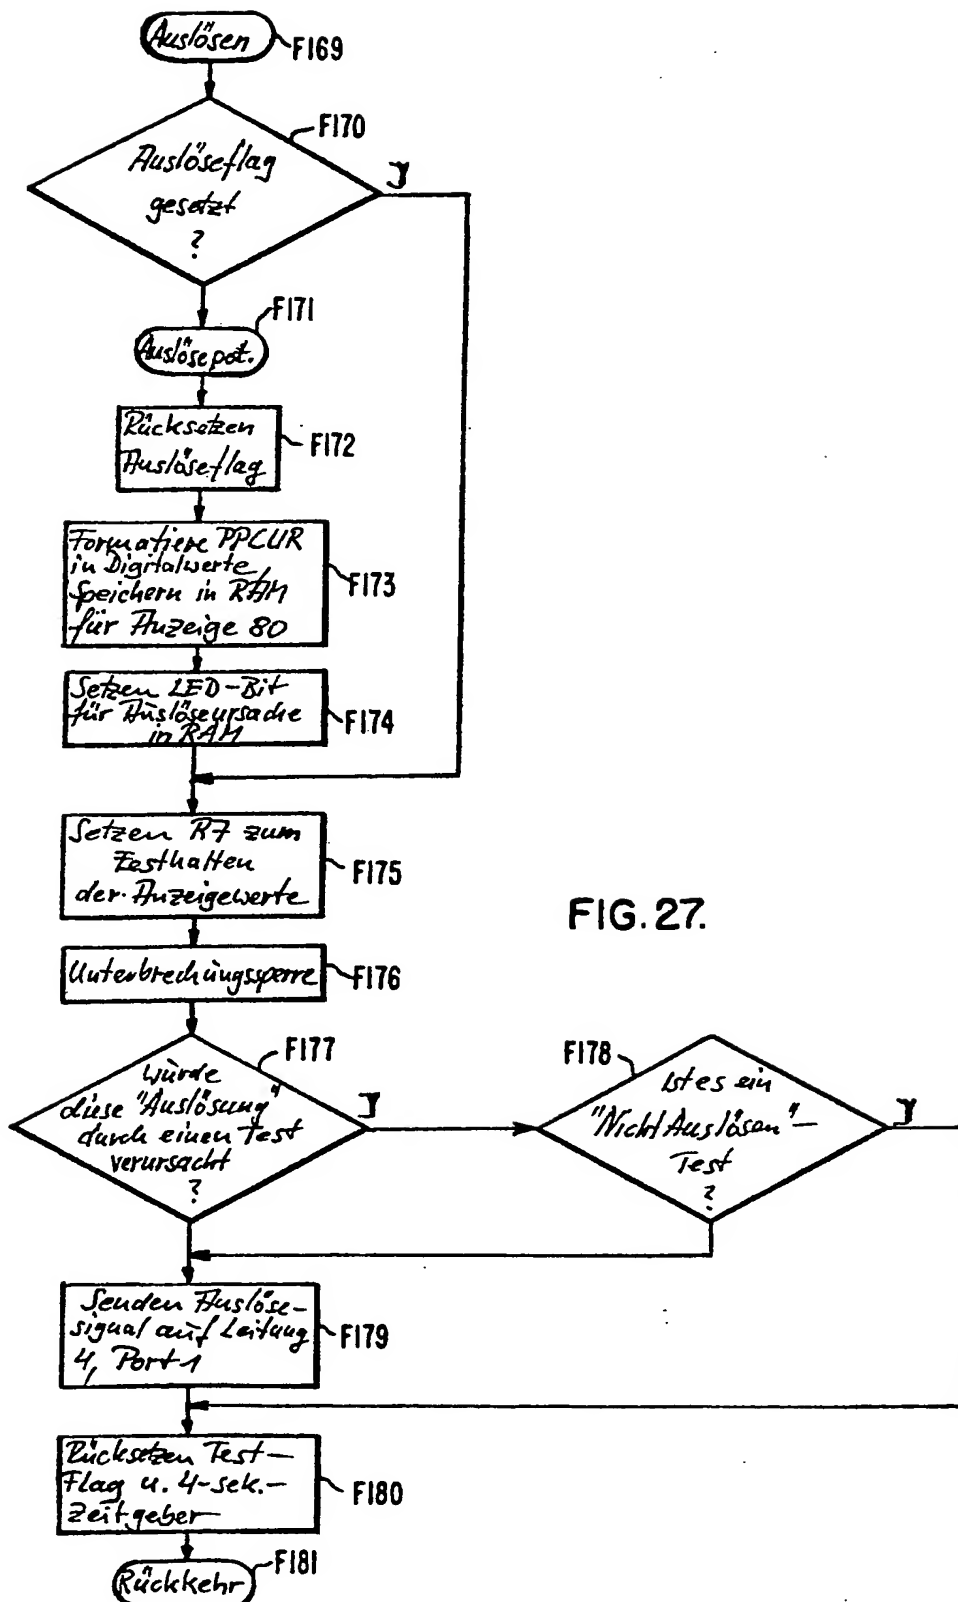 Auslösen
F169
F170
Auslöseflag
gesetzt
?
J
F171
Auslösepot.
Rücksetzen
Auslöseflag
F172
Formatiere PPCUR
in Digitalwerte,
Speichern in RAM
für Anzeige 80
F173
Setzen LED-Bit
für Auslöseursache
in RAM
F174
Setzen R7 zum
Festhalten
der Anzeigewerte
F175
FIG. 27.
Unterbrechungssperre
F176
F177
wurde
diese "Auslösung"
durch einen Test
verursacht
?
J
F178
Ist es ein
"Nicht Auslösen"-
Test
?
J
Senden Auslöse-
signal auf Leitung
4, Port 1
F179
Rücksetzen Test-
Flag u. 4-sek.-
Zeitgeber
F180
F181
Rückkehr